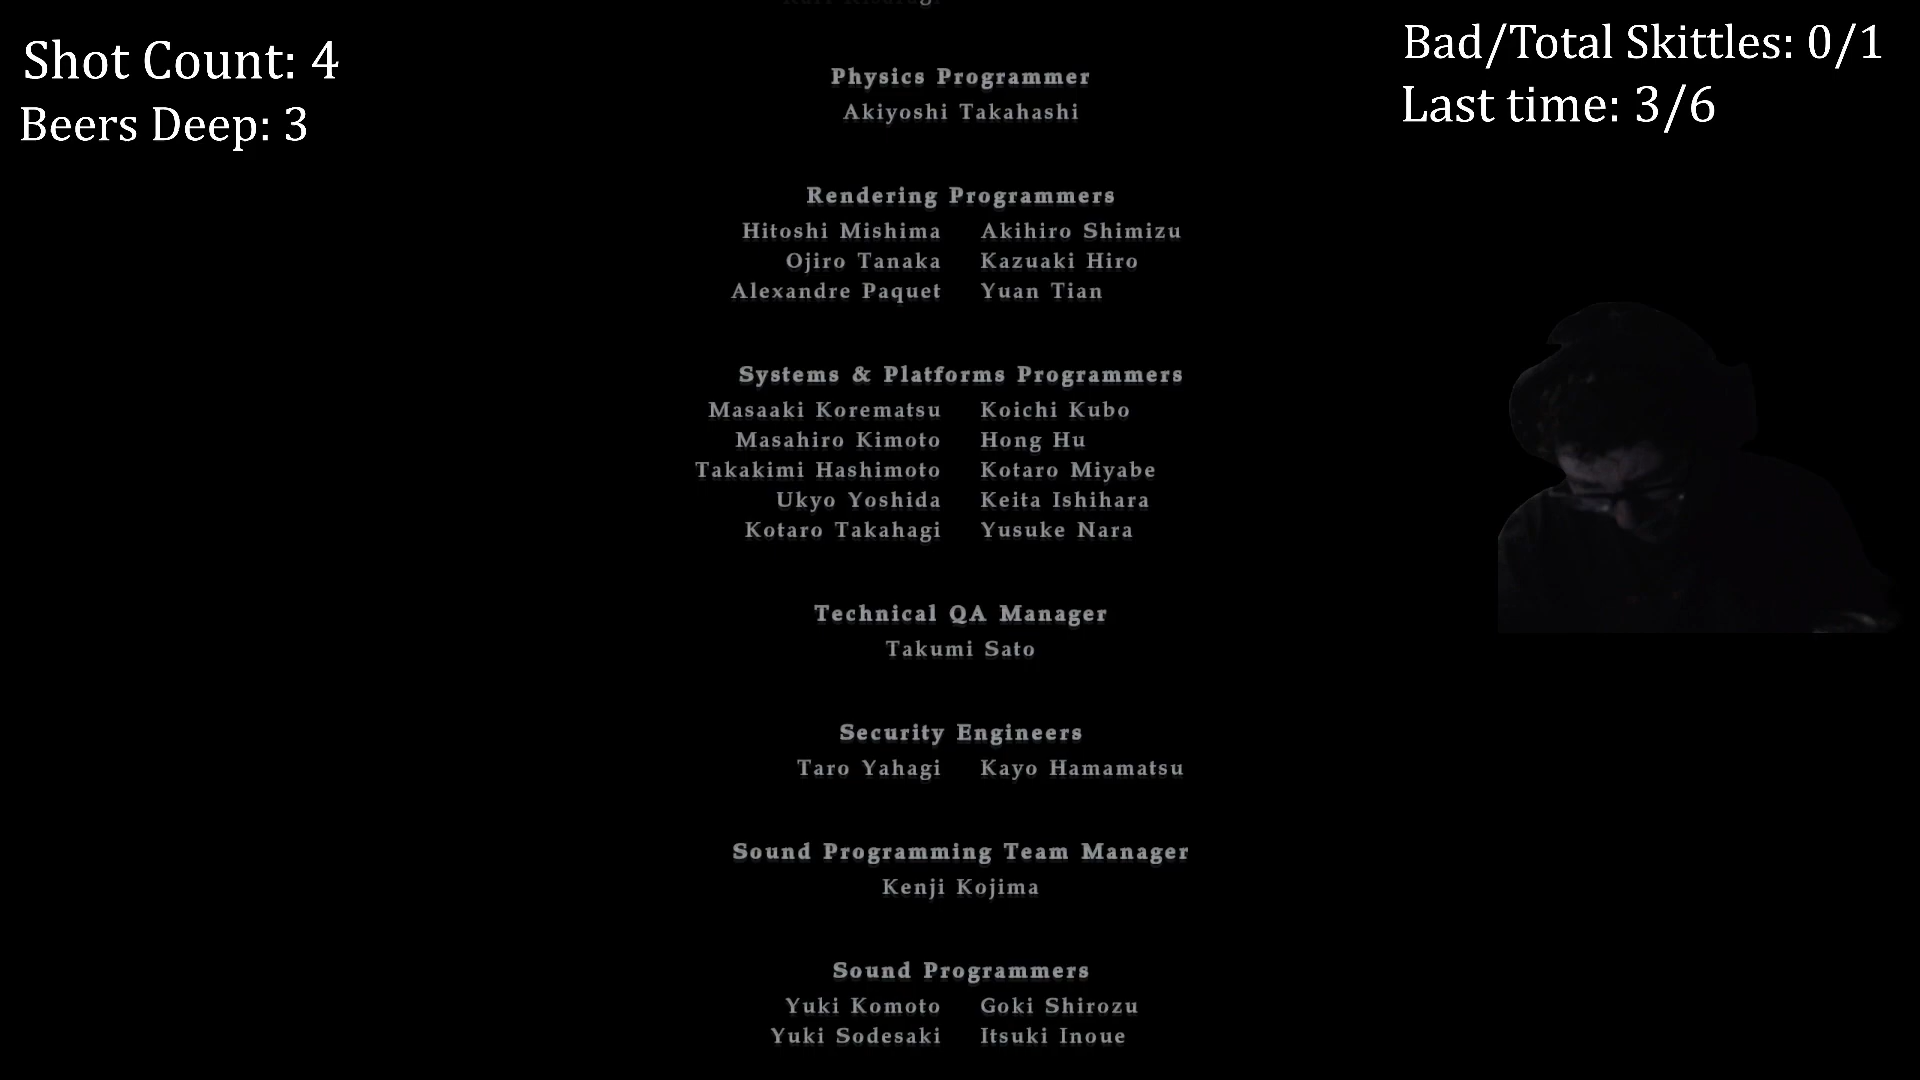 Shot Count: 4
Beers Deep: 3
Bad/Total Skittles: 0/1
Last time: 3/6
Physics Programmer
Akiyoshi Takahashi
Rendering Programmers
Hitoshi Mishima Akihiro Shimizu
Ojiro Tanaka Kazuaki Hiro
Alexandre Paquet Yuan Tian
Systems & Platforms Programmers
Masaaki Korematsu Koichi Kubo
Masahiro Kimoto Hong Hu
Takakimi Hashimoto Kotaro Miyabe
Ukyo Yoshida Keita Ishihara
Kotaro Takahagi Yusuke Nara
Technical QA Manager
Takumi Sato
Security Engineers
Taro Yahagi Kayo Hamamatsu
Sound Programming Team Manager
Kenji Kojima
Sound Programmers
Yuki Komoto Goki Shirozu
Yuki Sodesaki Itsuki Inoue